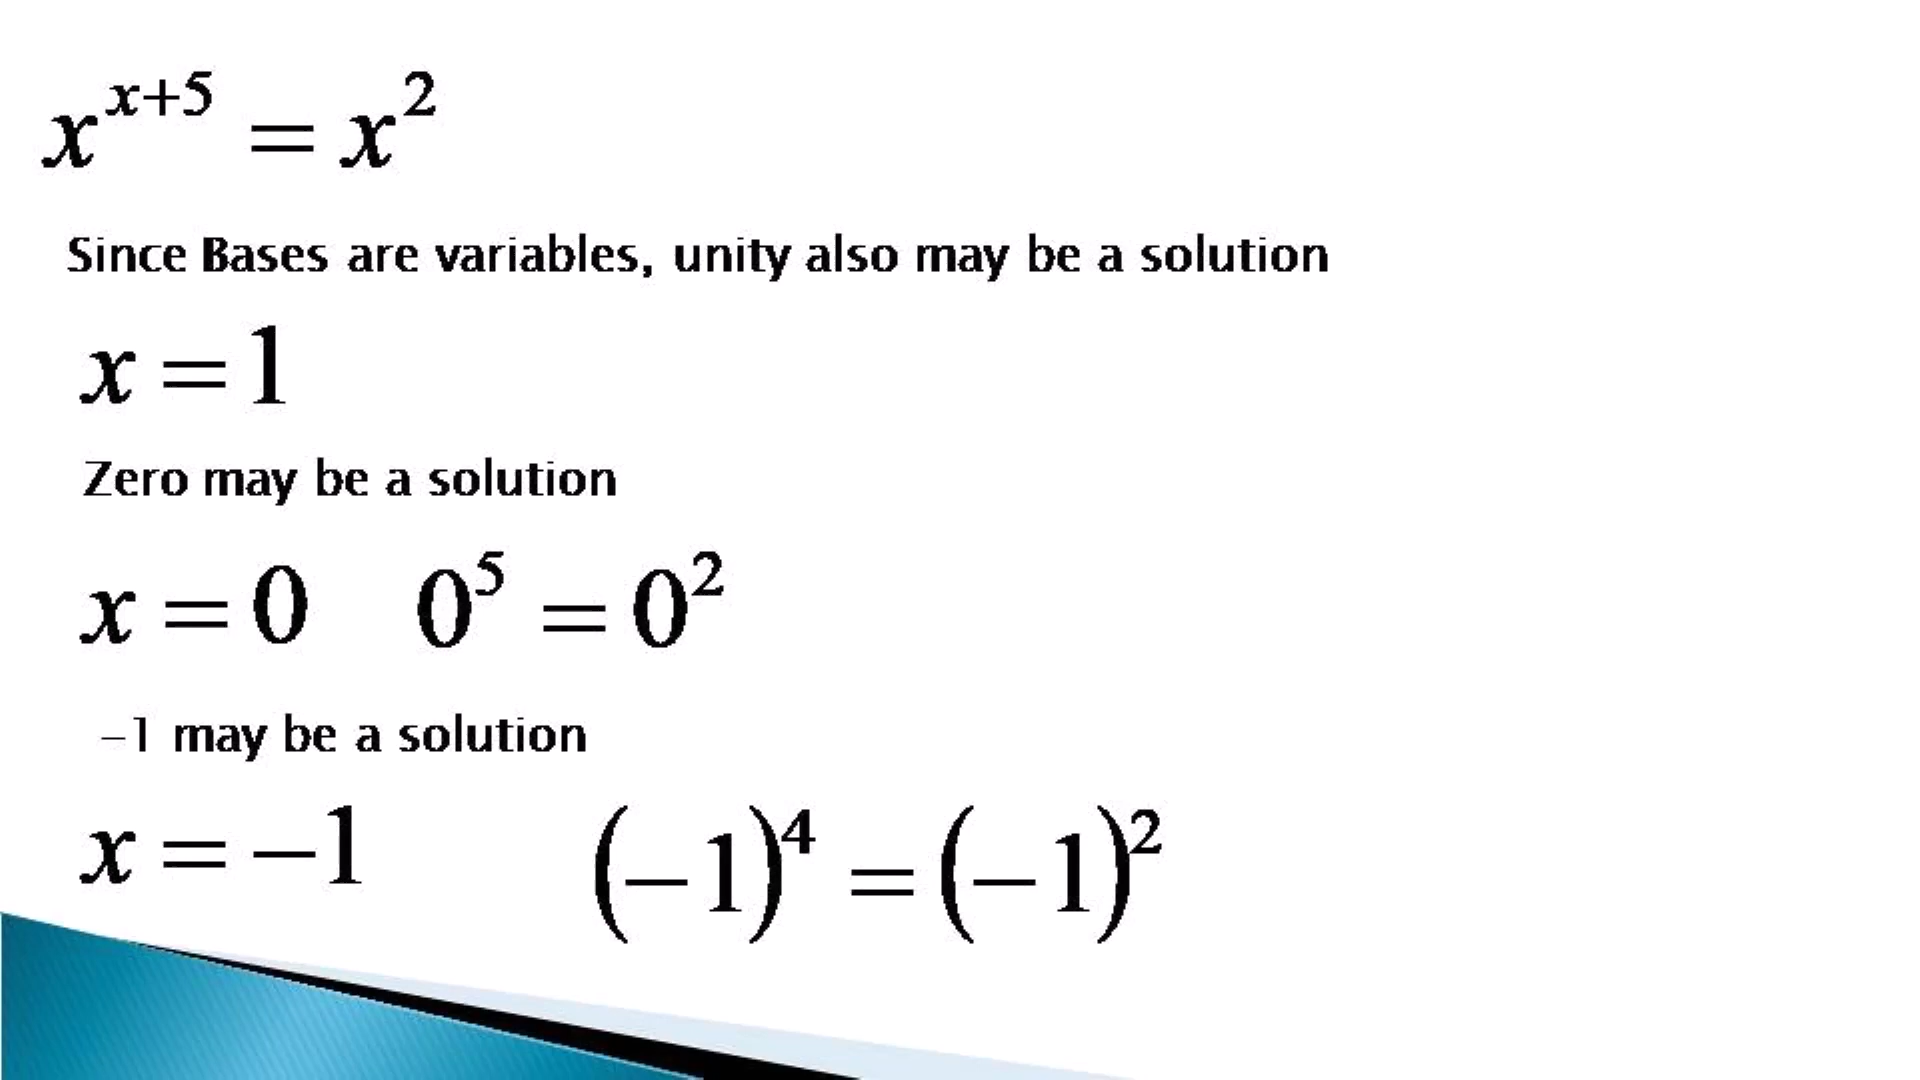 x^{x+5} = x^2
Since Bases are variables, unity also may be a solution
x = 1
Zero may be a solution
x = 0 0^5 = 0^2
-1 may be a solution
x = -1 (-1)^4 = (-1)^2